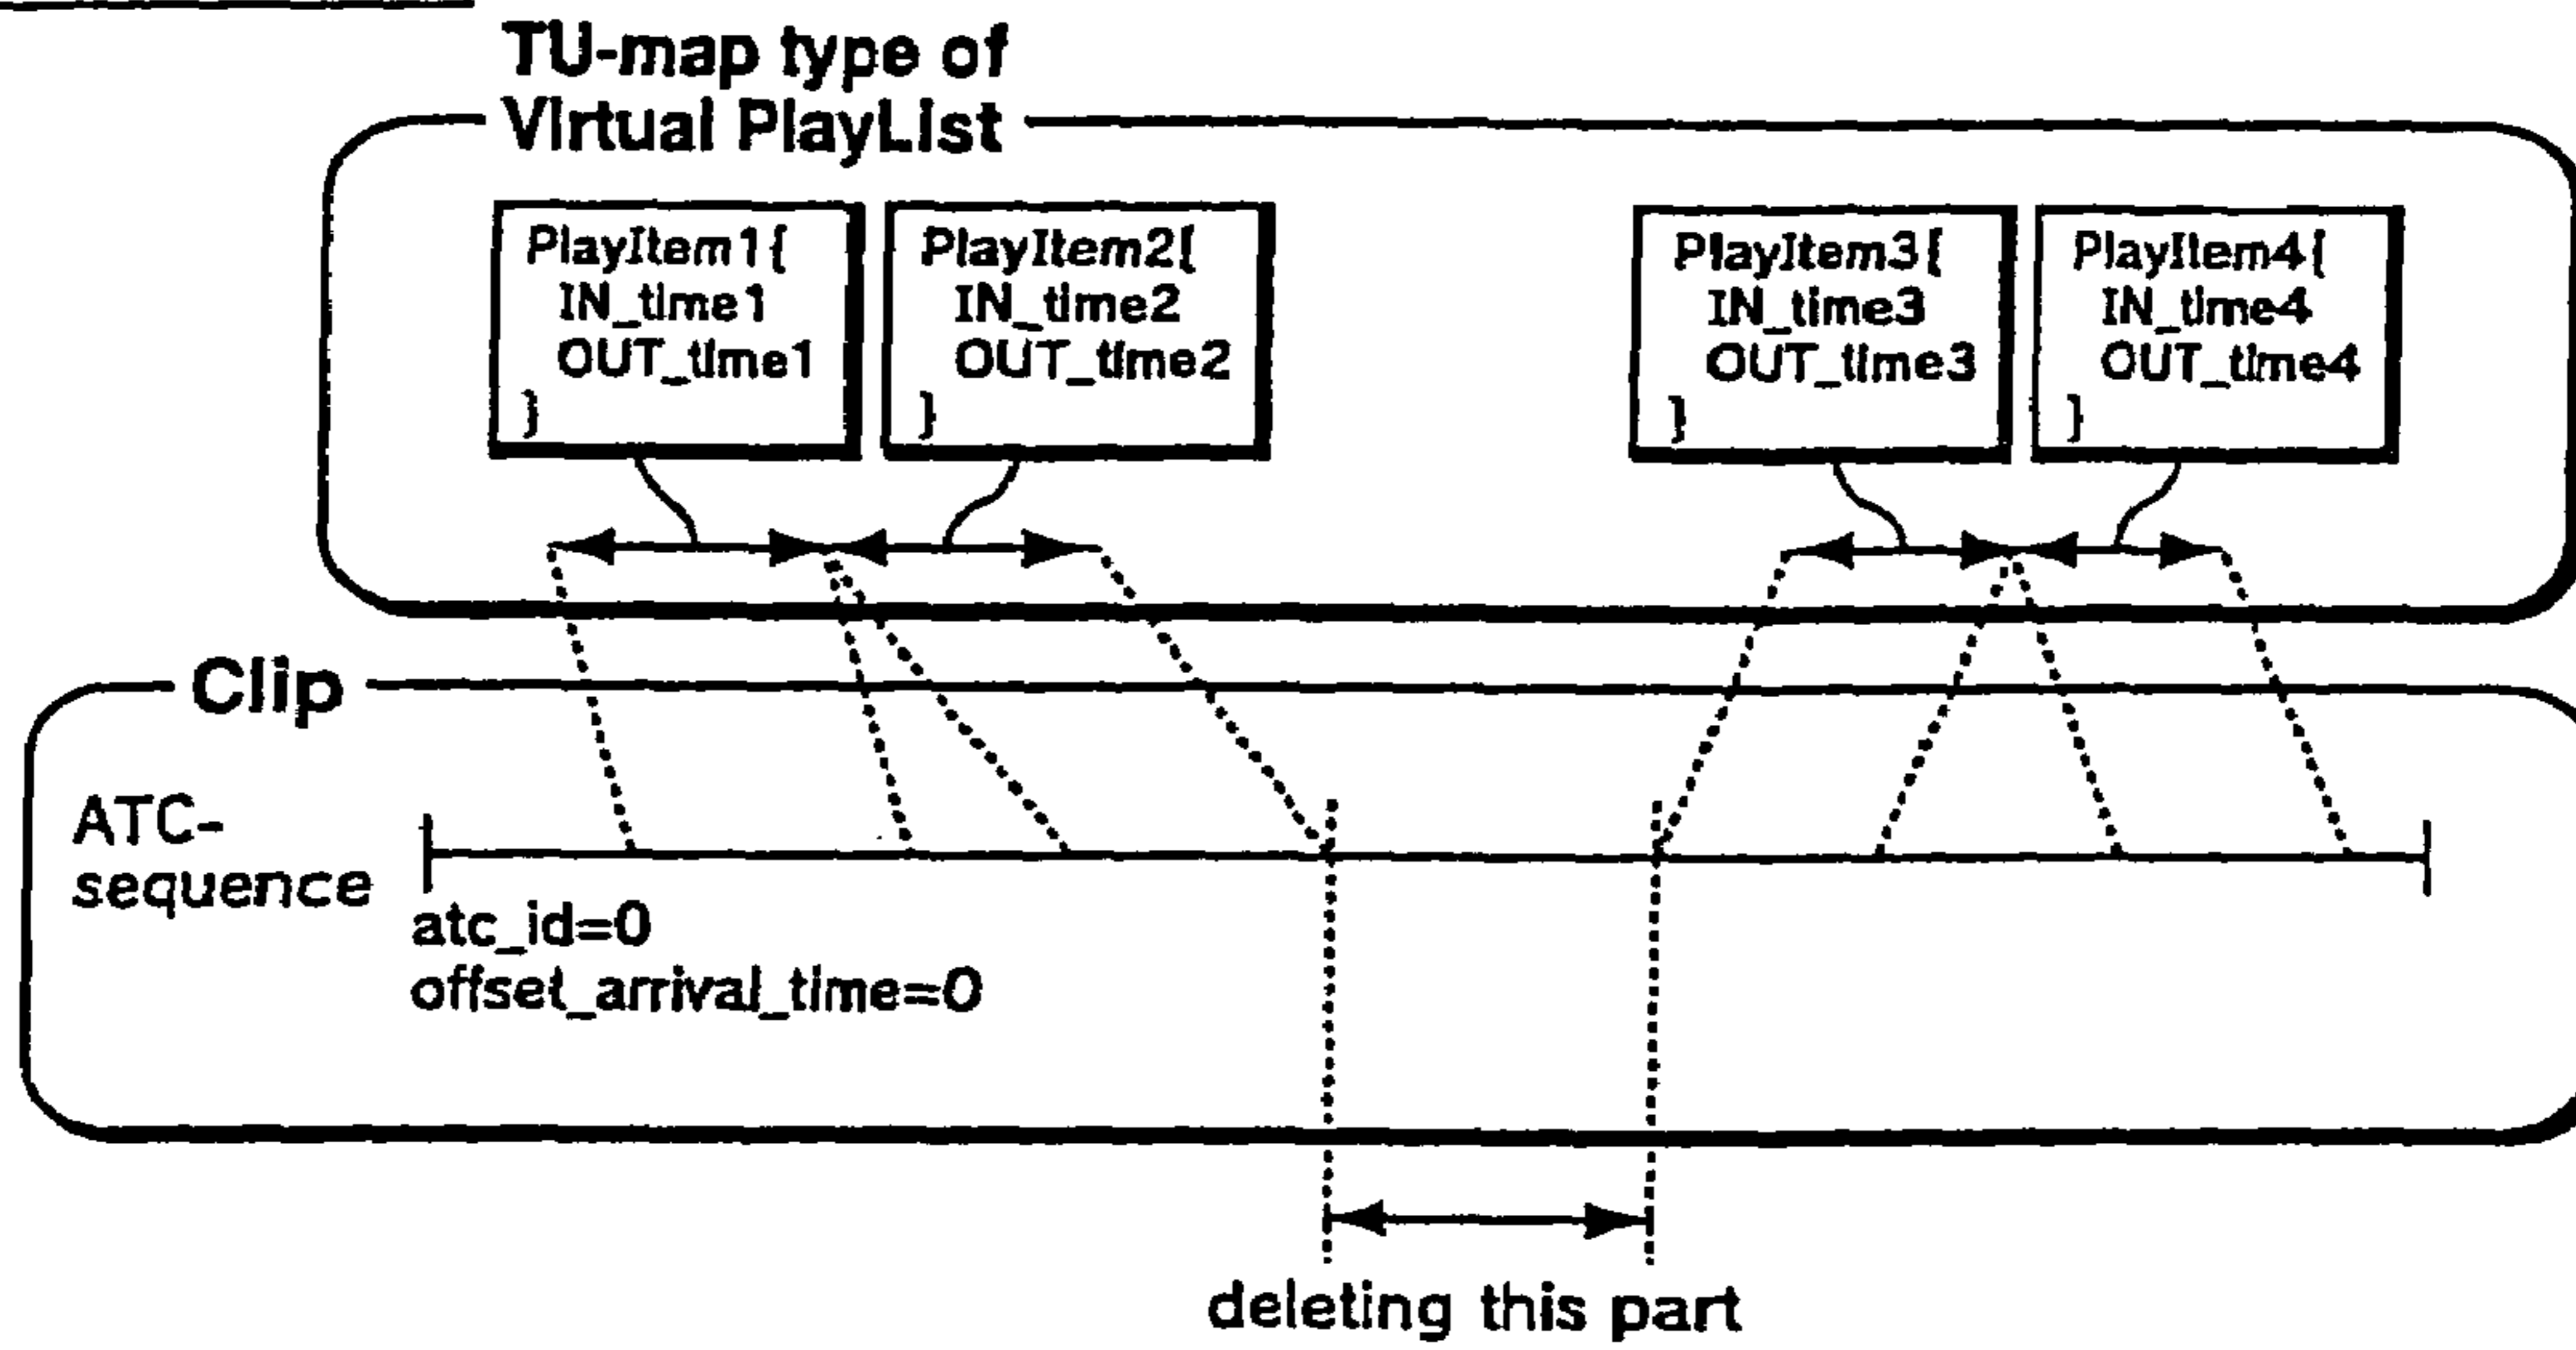 TU-map type of
Virtual PlayList
PlayItem1{
IN_time1
OUT_time1
}
PlayItem2{
IN_time2
OUT_time2
}
PlayItem3{
IN_time3
OUT_time3
}
PlayItem4{
IN_time4
OUT_time4
}
Clip
ATC-
sequence
atc_id=0
offset_arrival_time=0
deleting this part